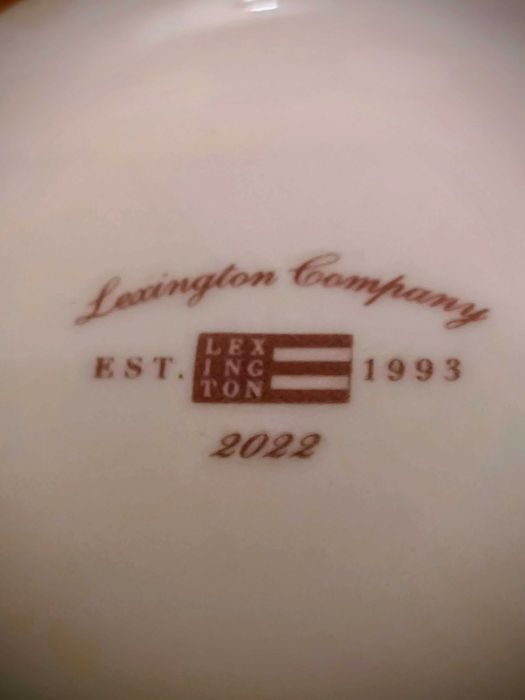 Lexington Company
EST. 1993
LEX
ING
TON
2022